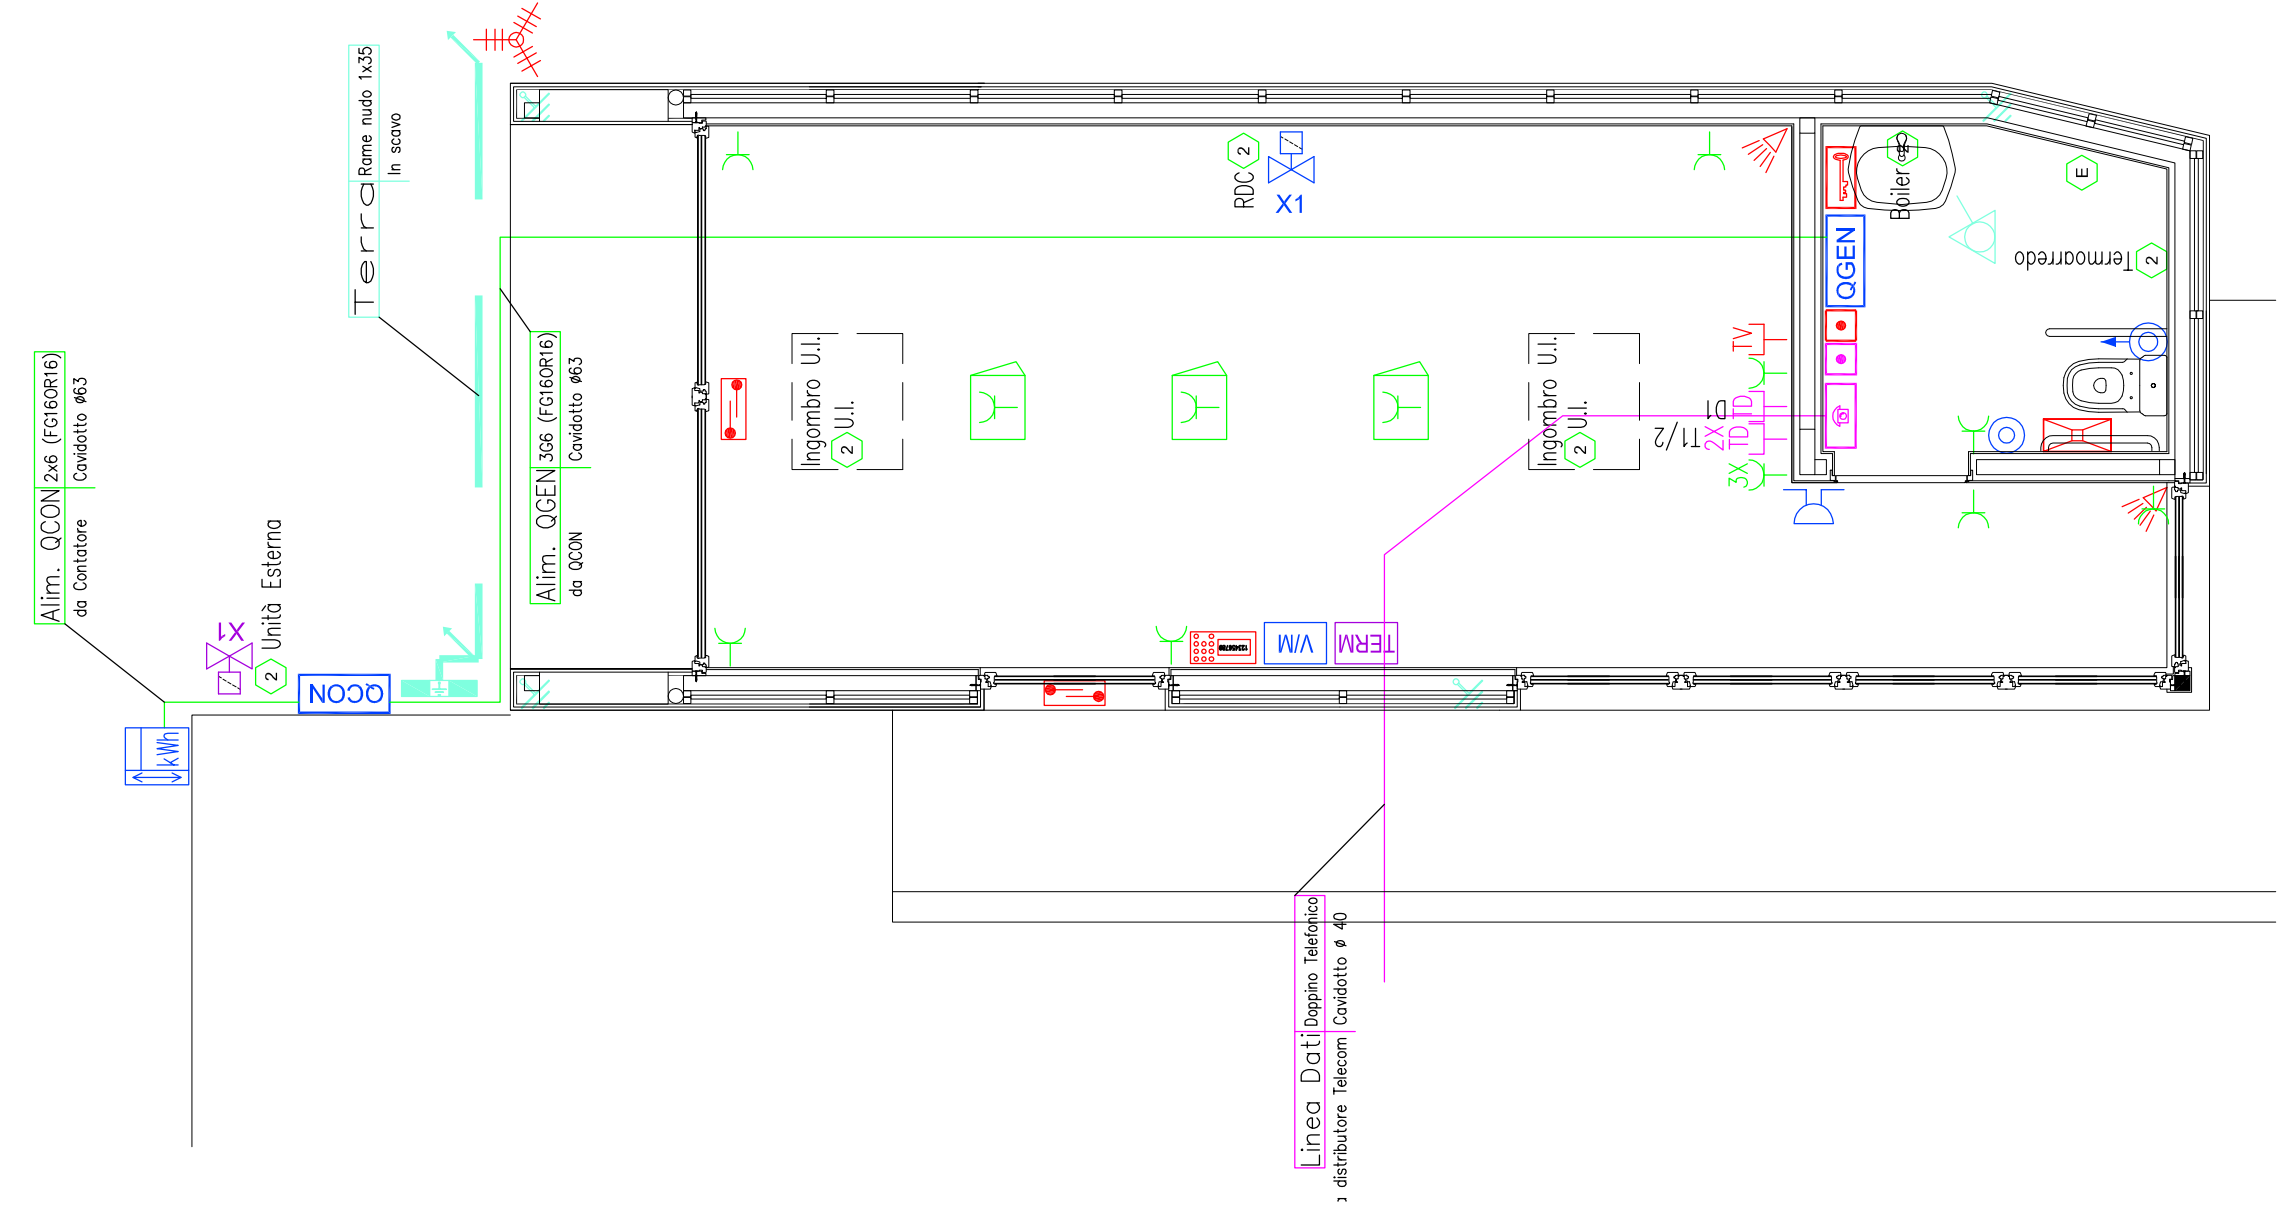 Alim. QCON
2x6 (FG16OR16)
da Contatore
Cavidotto ø63
Terra
Rame nudo 1x35
In scavo
Alim. QGEN
3G6 (FG16OR16)
da QCON
Cavidotto ø63
X1
Unità Esterna
2
QCON
kWh
Ingombro U.I.
U.I.
2
RDC
2
X1
Ingombro U.I.
U.I.
2
TV
D1
TD
T1/2
2X
TD
3X
QGEN
Boiler
E
Termoarredo
2
V/M
TERM
Linea Dati
Doppino Telefonico
distributore Telecom
Cavidotto ø 40